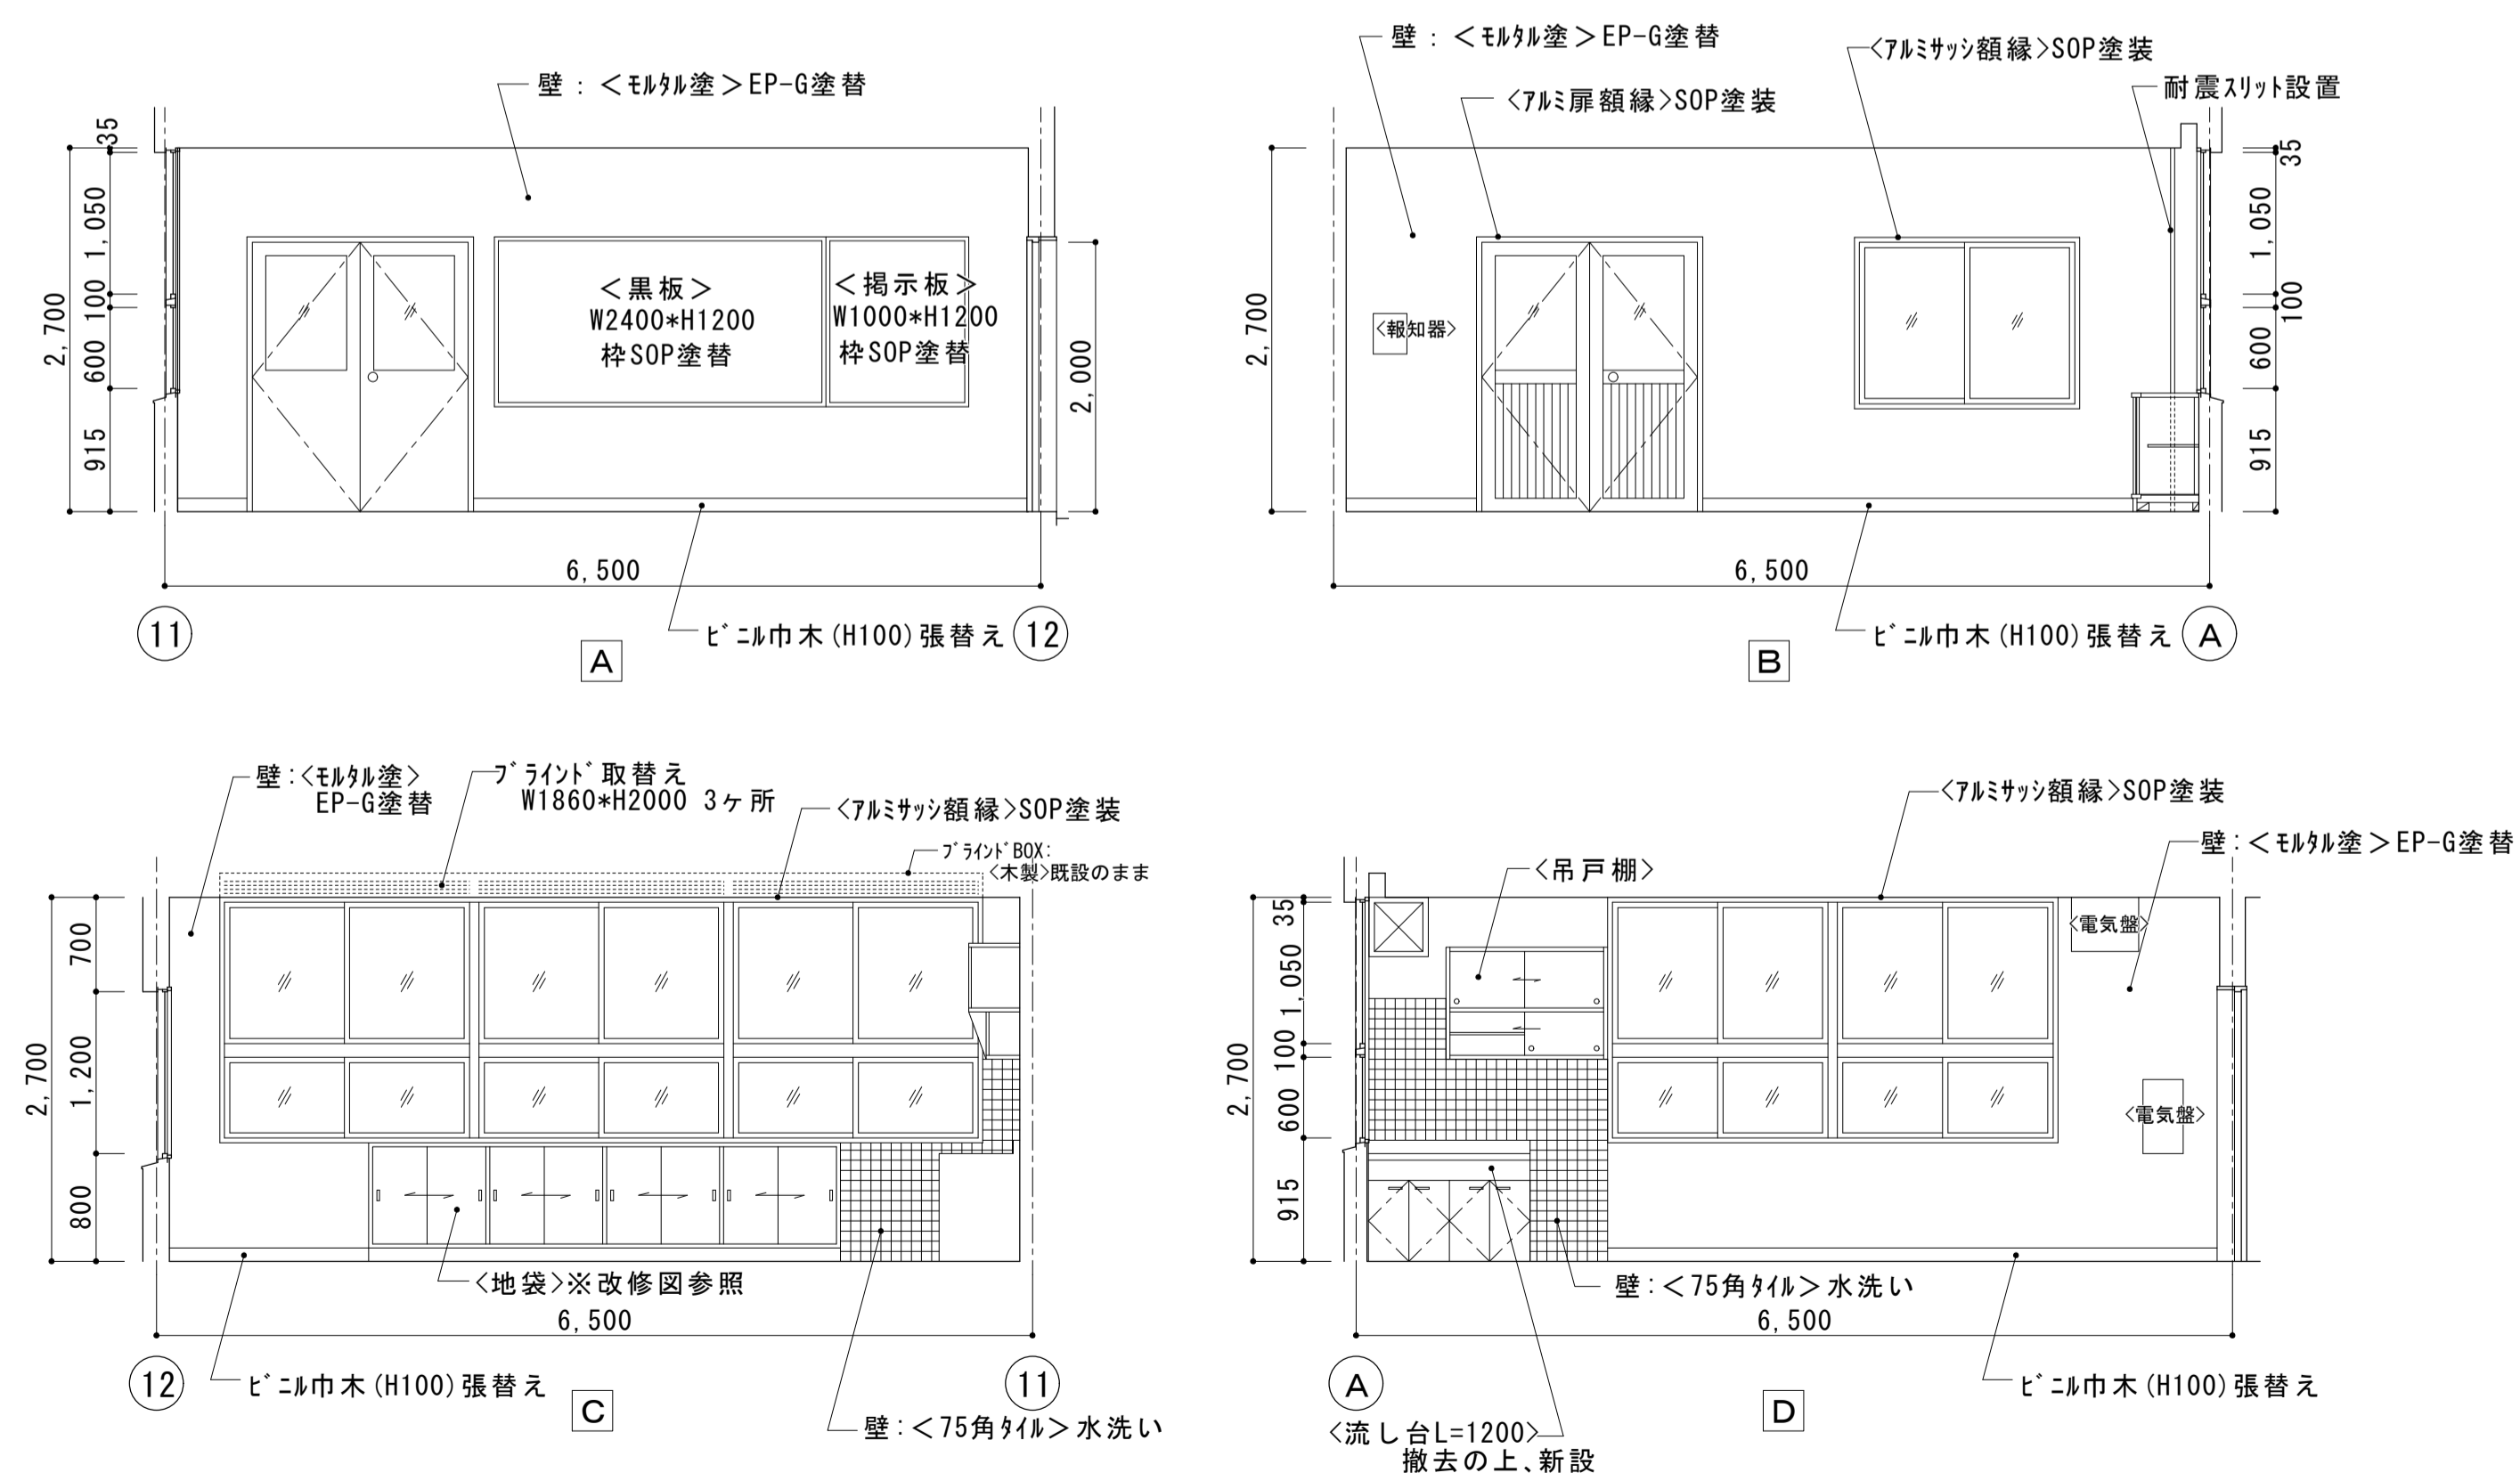 壁：＜ﾓﾙﾀﾙ塗＞EP-G塗替
35
1,050
100
600
915
2,700
＜黒板＞
W2400*H1200
枠SOP塗替
＜掲示板＞
W1000*H1200
枠SOP塗替
2,000
6,500
11
12
ﾋﾞﾆﾙ巾木(H100)張替え
A
壁：＜ﾓﾙﾀﾙ塗＞EP-G塗替
<ｱﾙﾐ扉額縁>SOP塗装
<ｱﾙﾐｻｯｼ額縁>SOP塗装
耐震ｽﾘｯﾄ設置
2,700
<報知器>
35
1,050
100
600
915
6,500
ﾋﾞﾆﾙ巾木(H100)張替え
A
B
壁:<ﾓﾙﾀﾙ塗>
EP-G塗替
ﾌﾞﾗｲﾝﾄﾞ取替え
W1860*H2000 3ヶ所
<ｱﾙﾐｻｯｼ額縁>SOP塗装
ﾌﾞﾗｲﾝﾄﾞBOX:
<木製>既設のまま
2,700
700
1,200
800
<地袋>※改修図参照
6,500
12
11
ﾋﾞﾆﾙ巾木(H100)張替え
C
壁:＜75角ﾀｲﾙ＞水洗い
<ｱﾙﾐｻｯｼ額縁>SOP塗装
壁:＜ﾓﾙﾀﾙ塗＞EP-G塗替
<吊戸棚>
<電気盤>
35
1,050
100
600
915
2,700
<電気盤>
壁:＜75角ﾀｲﾙ＞水洗い
6,500
A
ﾋﾞﾆﾙ巾木(H100)張替え
D
<流し台L=1200>
撤去の上、新設